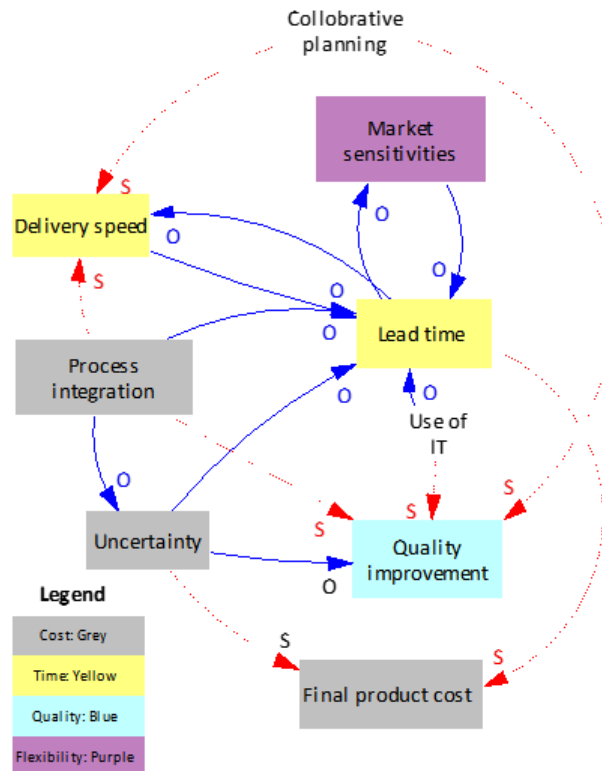 Collobrative
planning
Market
sensitivities
O
O
S
Delivery speed
O
S
O
O
Lead time
Process
integration
O
O
Use of
IT
O
S
S
S
Uncertainty
Quality
improvement
O
Legend
Cost: Grey
Time: Yellow
Quality: Blue
Flexibility: Purple
S
S
Final product cost